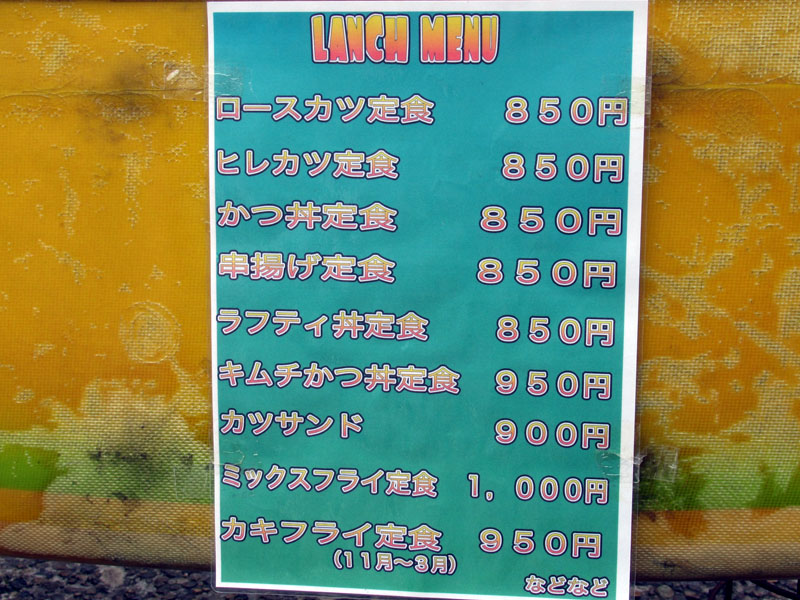 LANCH MENU
ロースカツ定食 850円
ヒレカツ定食 850円
かつ丼定食 850円
串揚げ定食 850円
ラフティ丼定食 850円
キムチかつ丼定食 950円
カツサンド 900円
ミックスフライ定食 1,000円
カキフライ定食 950円
(11月～3月)
などなど